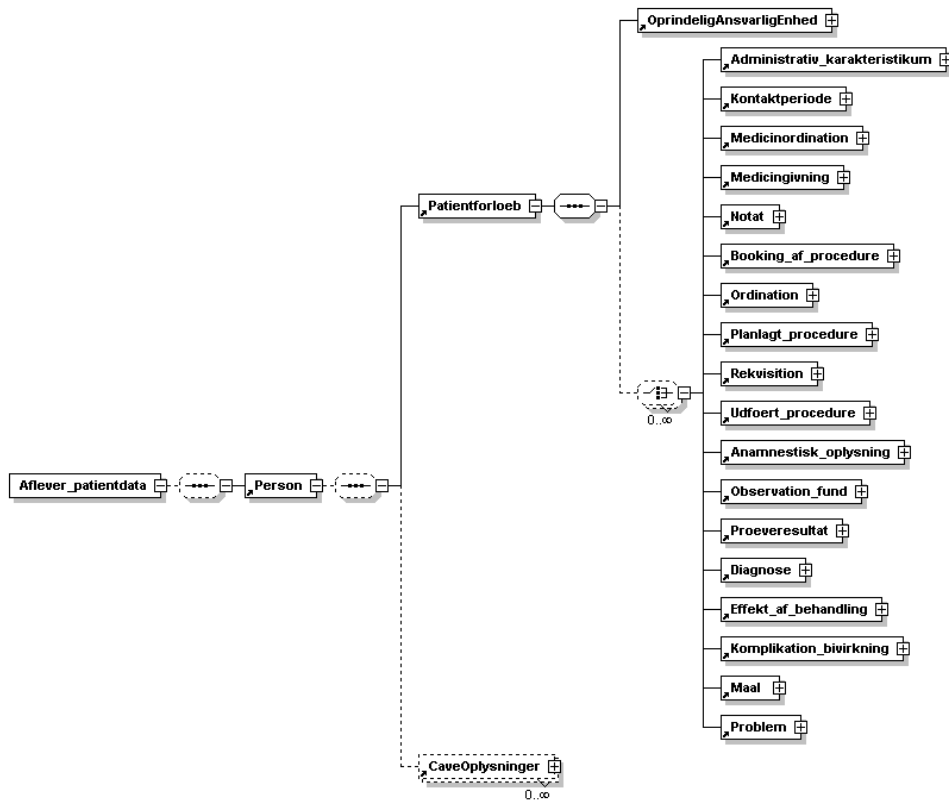 OprindeligAnsvarligEnhed
Administrativ_karakteristikum
Kontaktperiode
Medicinordination
Medicingivning
Patientforloeb
Notat
Booking_af_procedure
Ordination
Planlagt_procedure
Rekvisition
0..∞
Udfoert_procedure
Anamnestisk_oplysning
Aflever_patientdata
Person
Observation_fund
Proeveresultat
Diagnose
Effekt_af_behandling
Komplikation_bivirkning
Maal
Problem
CaveOplysninger
0..∞